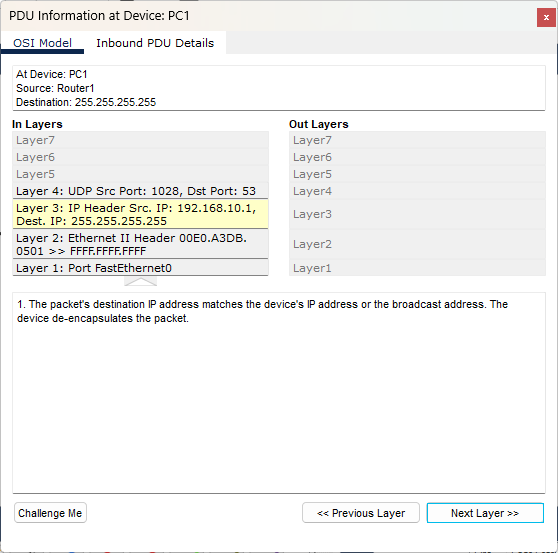 PDU Information at Device: PC1
x
OSI Model
Inbound PDU Details
At Device: PC1
Source: Router1
Destination: 255.255.255.255
In Layers
Layer7
Layer6
Layer5
Layer 4: UDP Src Port: 1028, Dst Port: 53
Layer 3: IP Header Src. IP: 192.168.10.1,
Dest. IP: 255.255.255.255
Layer 2: Ethernet II Header 00E0.A3DB.
0501 >> FFFF.FFFF.FFFF
Layer 1: Port FastEthernet0
Out Layers
Layer7
Layer6
Layer5
Layer4
Layer3
Layer2
Layer1
1. The packet's destination IP address matches the device's IP address or the broadcast address. The
device de-encapsulates the packet.
Challenge Me
<< Previous Layer
Next Layer >>